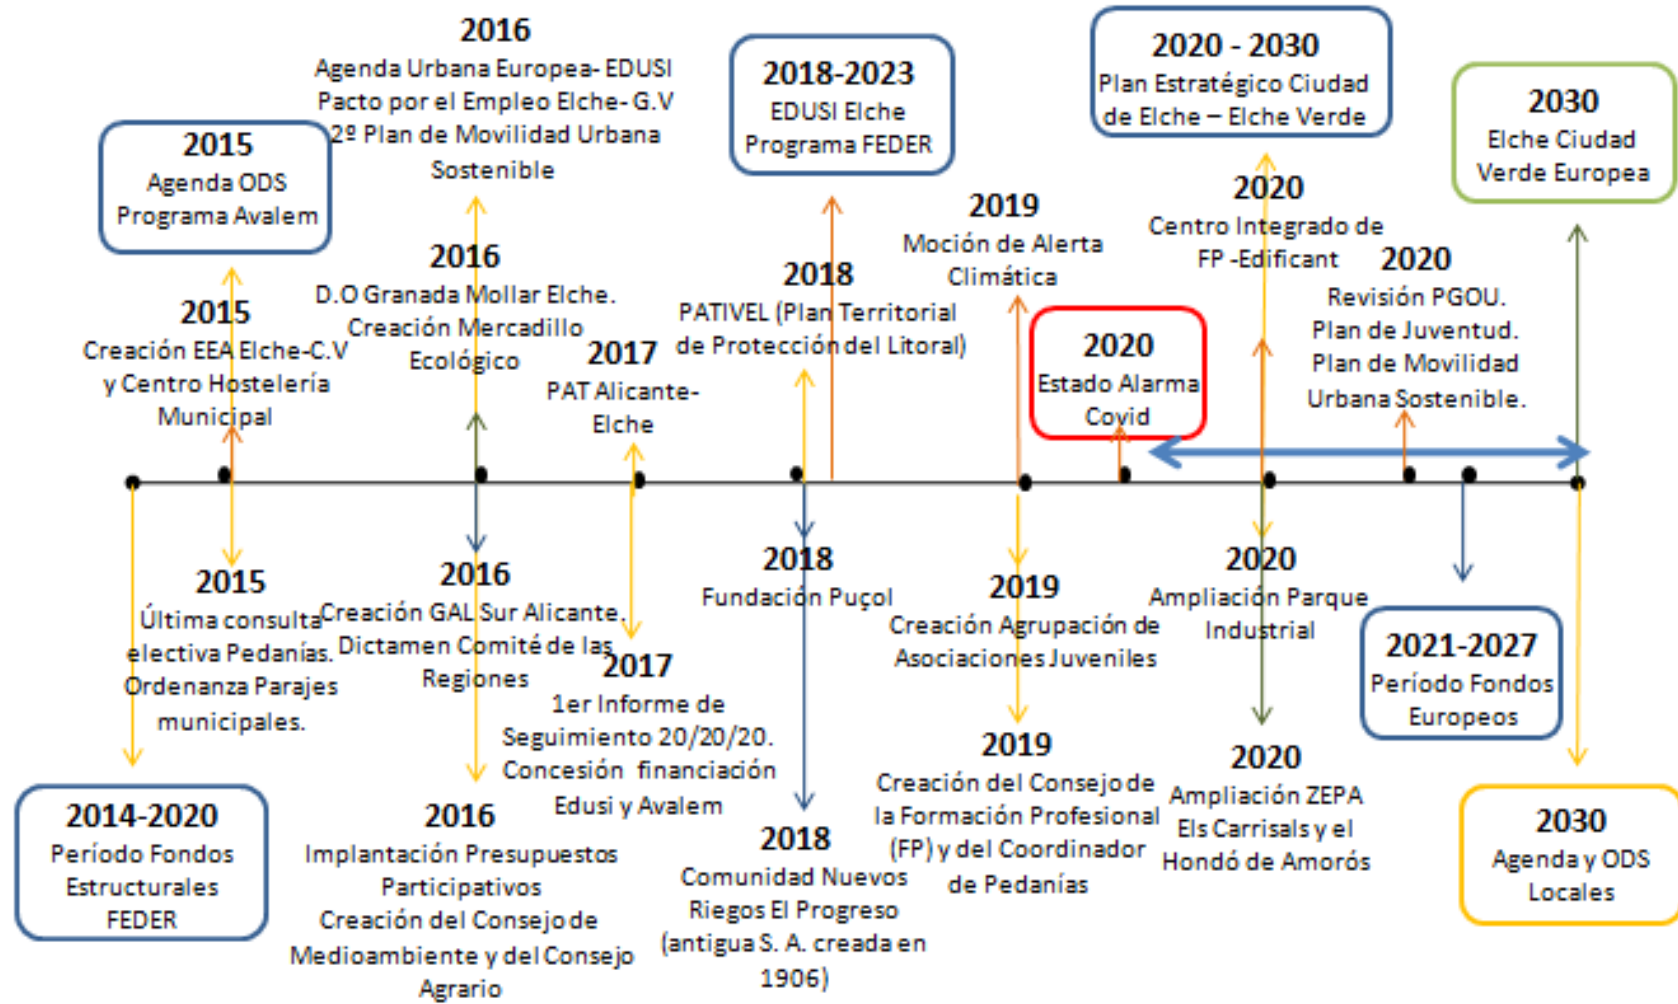 2016
Agenda Urbana Europea- EDUSI
Pacto por el Empleo Elche- G.V
2º Plan de Movilidad Urbana
Sostenible
2015
Agenda ODS
Programa Avalem
2018-2023
EDUSI Elche
Programa FEDER
2020 - 2030
Plan Estratégico Ciudad
de Elche – Elche Verde
2030
Elche Ciudad
Verde Europea
2015
Creación EEA Elche-C.V
y Centro Hostelería
Municipal
2016
D.O Granada Mollar Elche.
Creación Mercadillo
Ecológico
2017
PAT Alicante-
Elche
2018
PATIVEL (Plan Territorial
de Protección del Litoral)
2019
Moción de Alerta
Climática
2020
Estado Alarma
Covid
2020
Centro Integrado de
FP -Edificant
2020
Revisión PGOU.
Plan de Juventud.
Plan de Movilidad
Urbana Sostenible.
2015
Última consulta
electiva Pedanías.
Ordenanza Parajes
municipales.
2016
Creación GAL Sur Alicante.
Dictamen Comité de las
Regiones
2017
1er Informe de
Seguimiento 20/20/20.
Concesión financiación
Edusi y Avalem
2018
Fundación Puçol
2019
Creación Agrupación de
Asociaciones Juveniles
2020
Ampliación Parque
Industrial
2021-2027
Período Fondos
Europeos
2014-2020
Período Fondos
Estructurales
FEDER
2016
Implantación Presupuestos
Participativos
Creación del Consejo de
Medioambiente y del Consejo
Agrario
2018
Comunidad Nuevos
Riegos El Progreso
(antigua S. A. creada en
1906)
2019
Creación del Consejo de
la Formación Profesional
(FP) y del Coordinador
de Pedanías
2020
Ampliación ZEPA
Els Carrisals y el
Hondó de Amorós
2030
Agenda y ODS
Locales